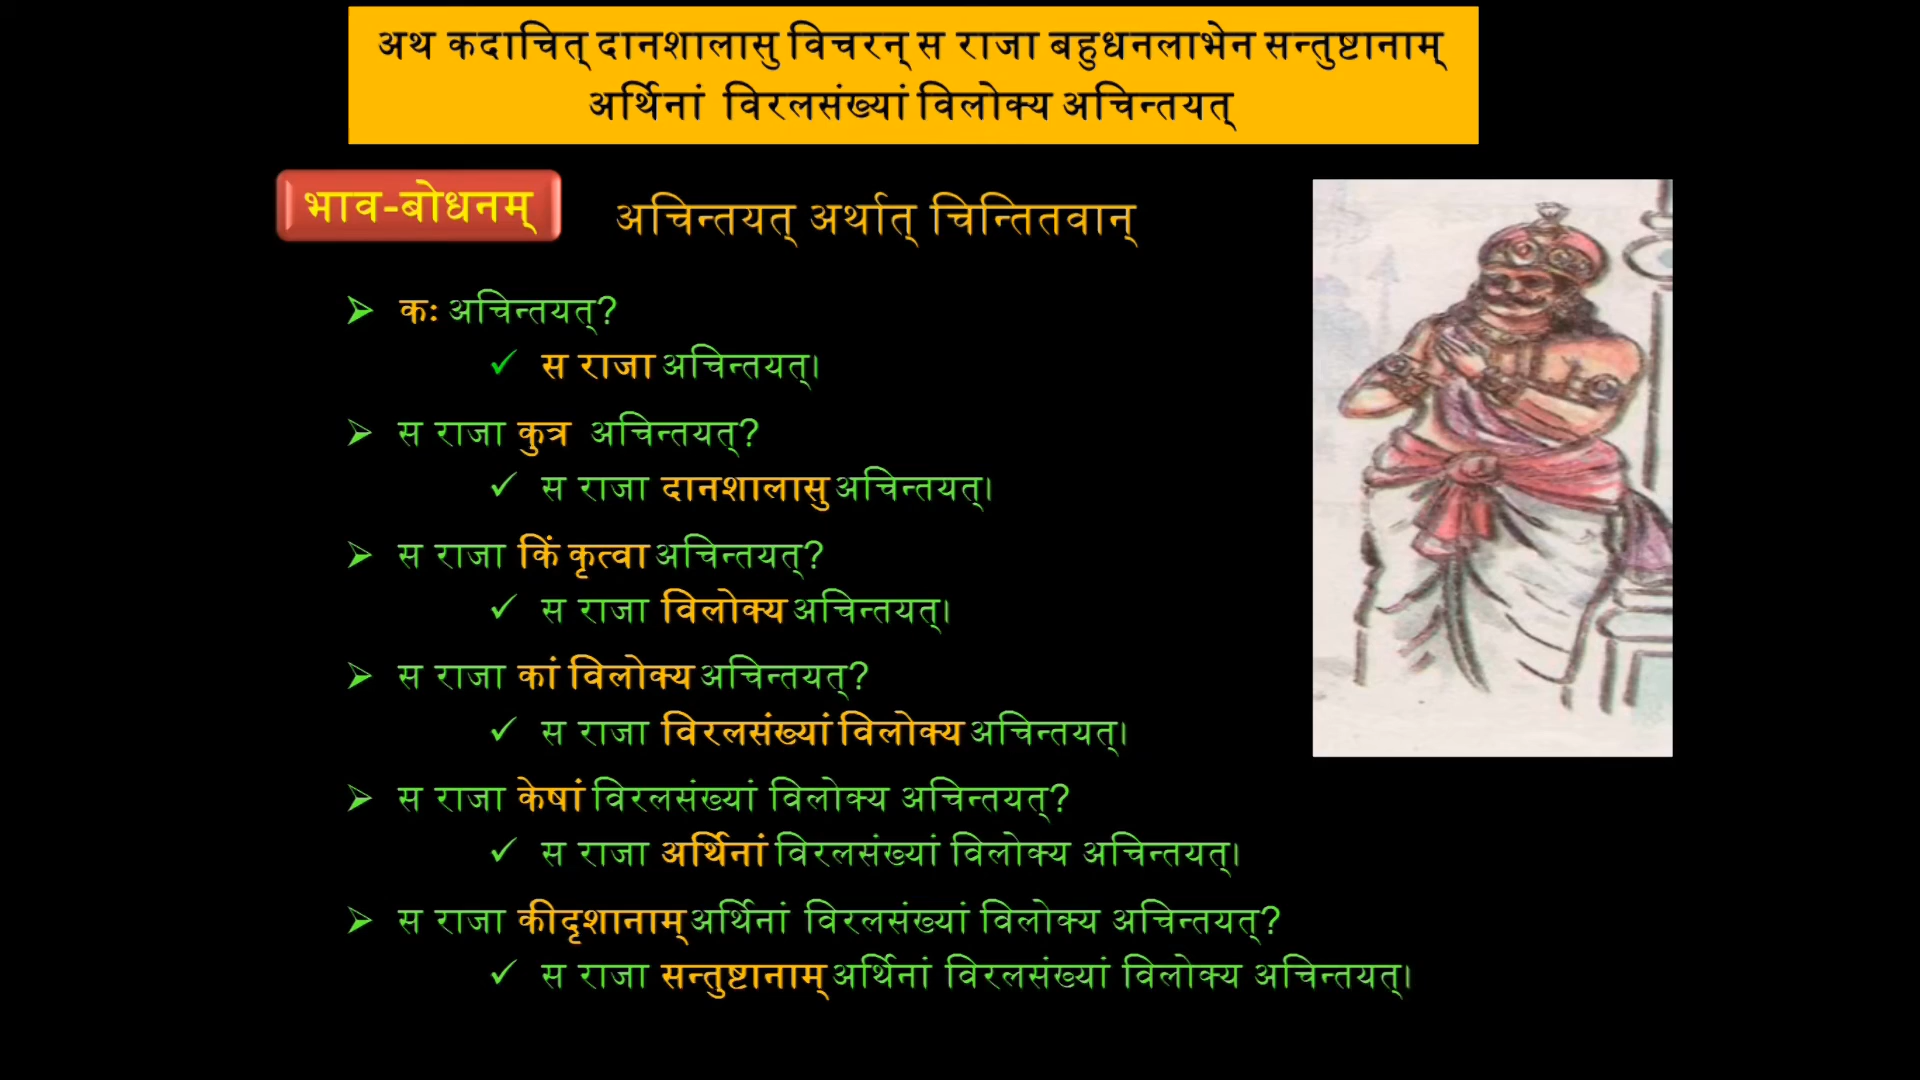 अथ कदाचित् दानशालासु विचरन् स राजा बहुधनलाभेन सन्तुष्टानाम्
अर्थिनां विरलसंख्यां विलोक्य अचिन्तयत्
भाव-बोधनम्
अचिन्तयत् अर्थात् चिन्तितवान्
कः अचिन्तयत्?
स राजा अचिन्तयत्।
स राजा कुत्र अचिन्तयत्?
स राजा दानशालासु अचिन्तयत्।
स राजा किं कृत्वा अचिन्तयत्?
स राजा विलोक्य अचिन्तयत्।
स राजा कां विलोक्य अचिन्तयत्?
स राजा विरलसंख्यां विलोक्य अचिन्तयत्।
स राजा केषां विरलसंख्यां विलोक्य अचिन्तयत्?
स राजा अर्थिनां विरलसंख्यां विलोक्य अचिन्तयत्।
स राजा कीदृशानाम् अर्थिनां विरलसंख्यां विलोक्य अचिन्तयत्?
स राजा सन्तुष्टानाम् अर्थिनां विरलसंख्यां विलोक्य अचिन्तयत्।